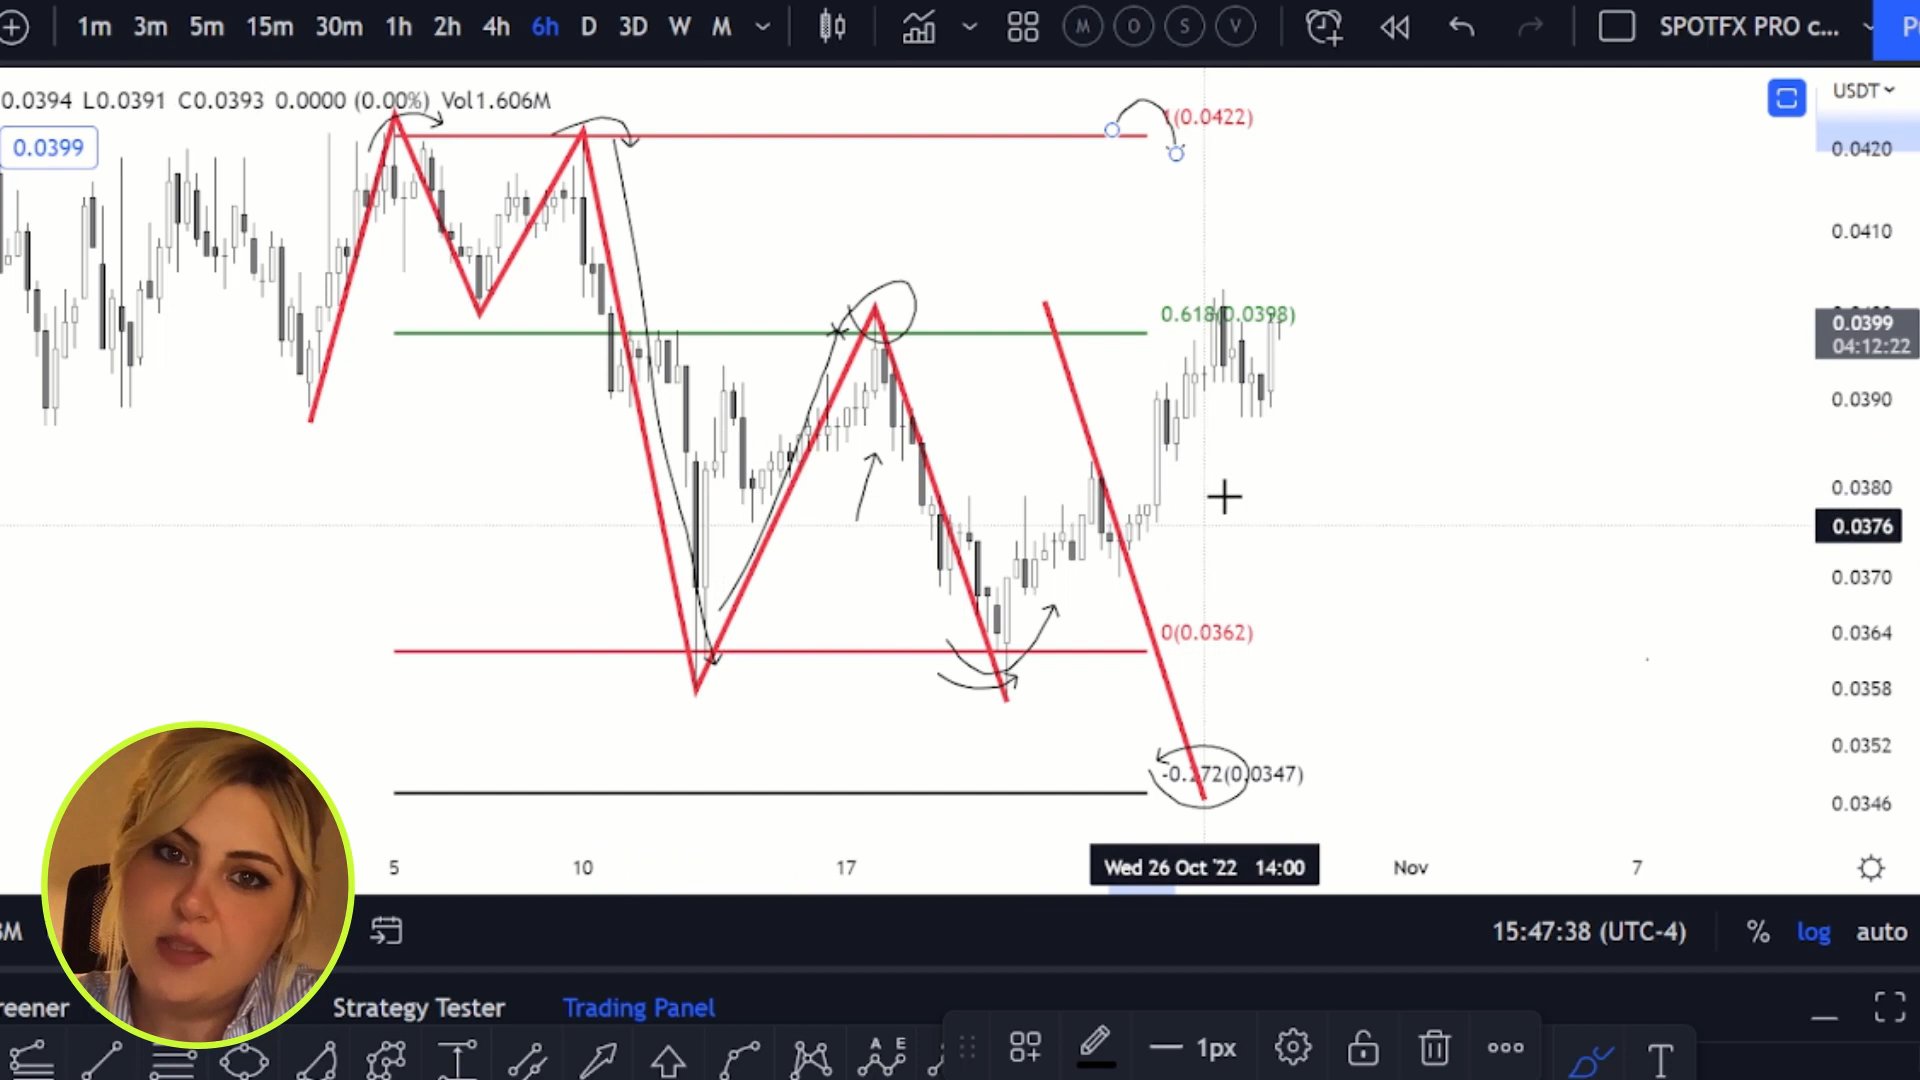 1m 3m 5m 15m 30m 1h 2h 4h 6h D 3D W M M O S V SPOTFX PRO c...
0.0394 L0.0391 C0.0393 0.0000 (0.00%) Vol1.606M
USDT
0.0399
1(0.0422)
0.0420
0.0410
0.618(0.0398)
0.0399
04:12:22
0.0390
0.0380
0.0376
0.0370
0(0.0362)
0.0364
0.0358
0.0352
-0.272(0.0347)
0.0346
5 10 17 Wed 26 Oct '22 14:00 Nov 7
15:47:38 (UTC-4) % log auto
reener Strategy Tester Trading Panel
A E
1px
T